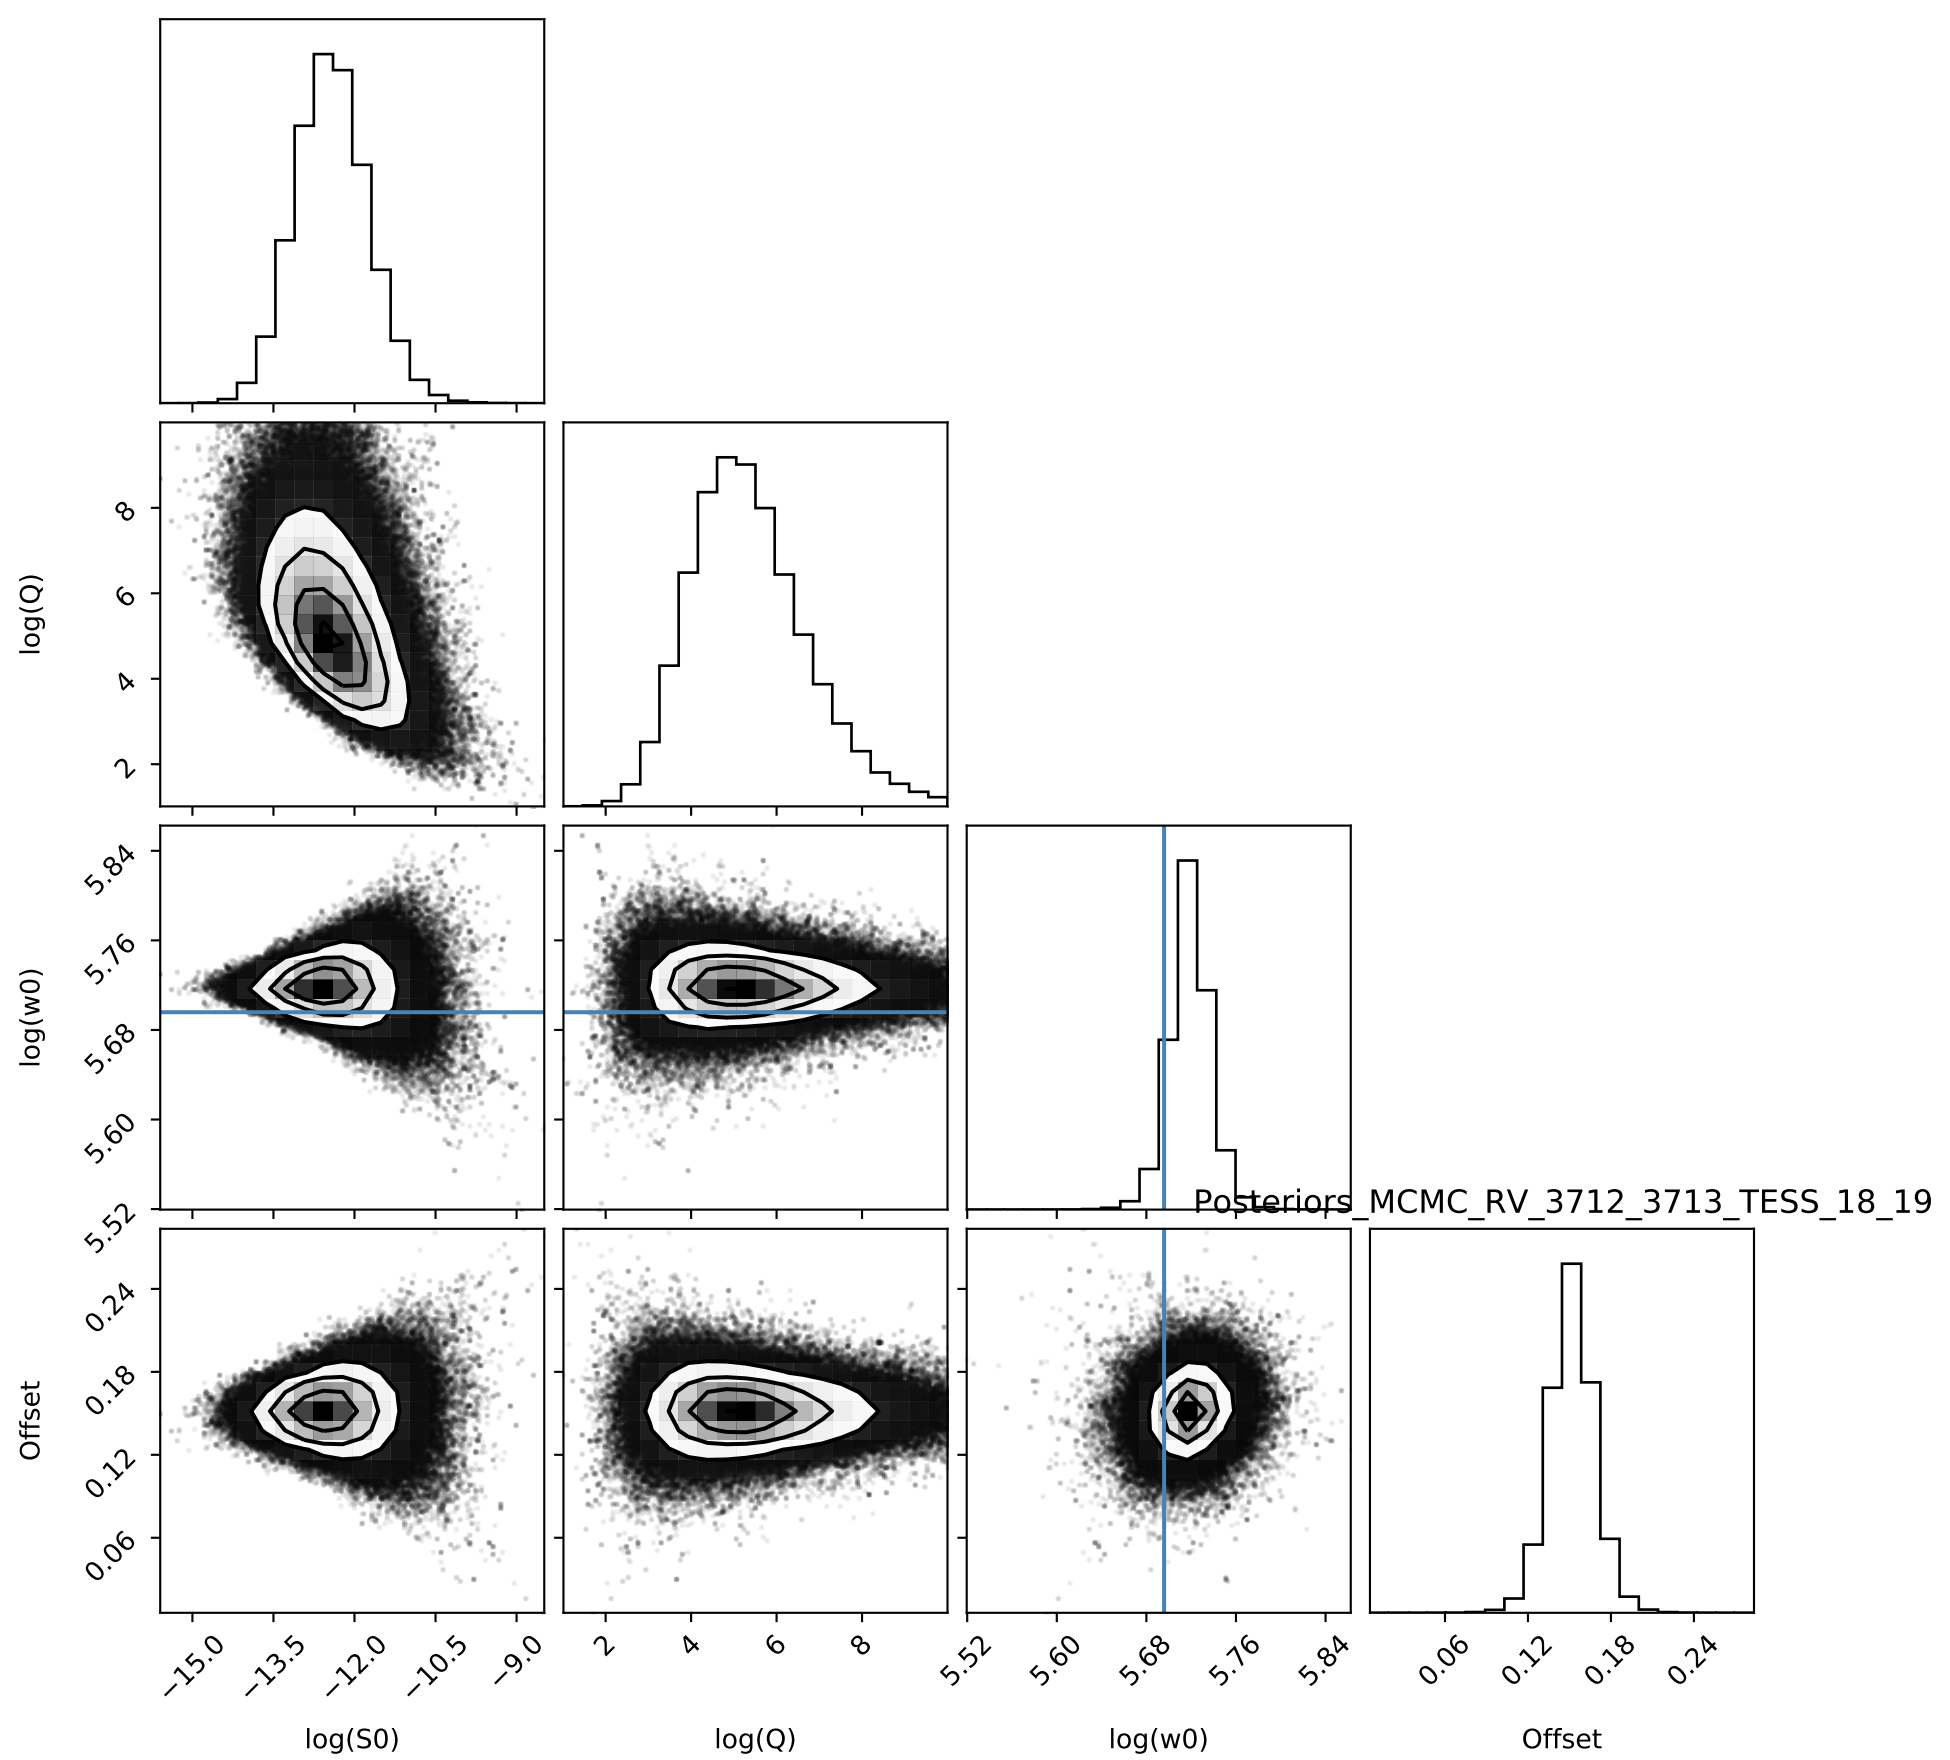 log(Q)
8
6
4
2
log(w0)
5.84
5.76
5.68
5.60
5.52
Posteriors_MCMC_RV_3712_3713_TESS_18_19
Offset
0.24
0.18
0.12
0.06
−15.0 −13.5 −12.0 −10.5 −9.0 2 4 6 8 5.52 5.60 5.68 5.76 5.84 0.06 0.12 0.18 0.24
log(S0) log(Q) log(w0) Offset